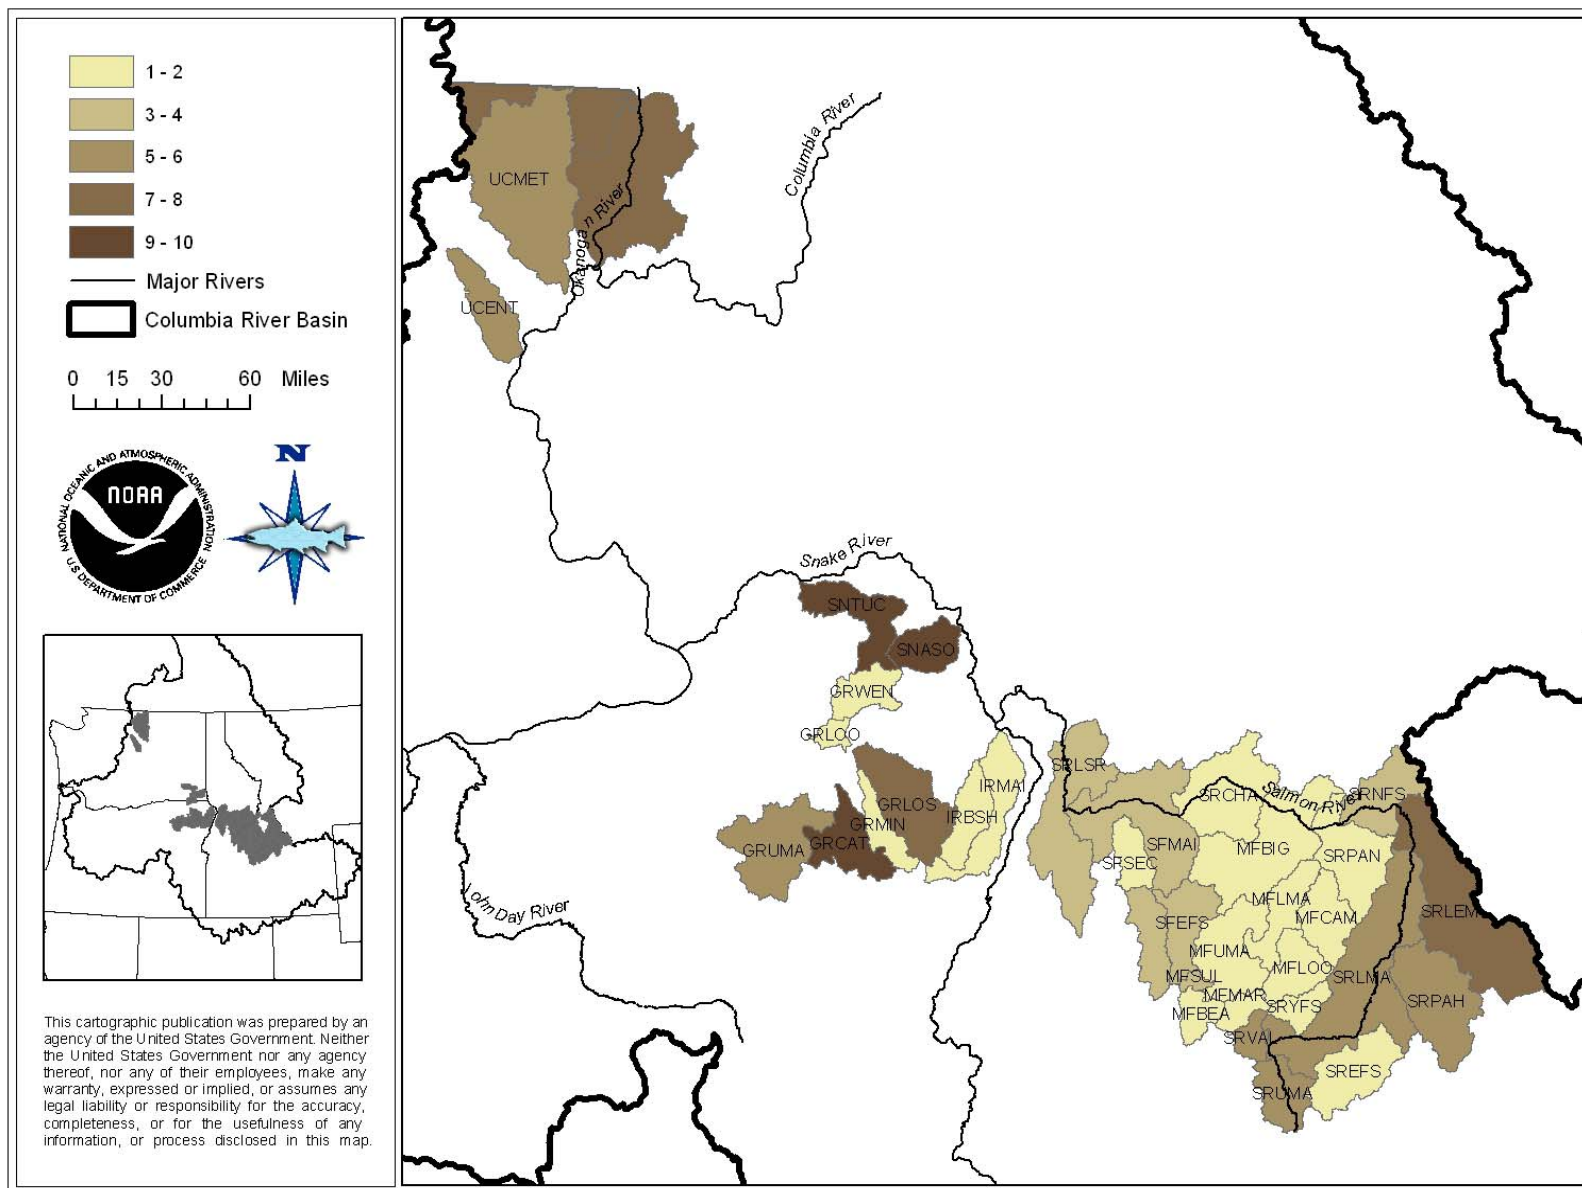 1 - 2
3 - 4
5 - 6
7 - 8
9 - 10
Major Rivers
Columbia River Basin
0 15 30 60 Miles
NATIONAL OCEANIC AND ATMOSPHERIC ADMINISTRATION
NOAA
U.S. DEPARTMENT OF COMMERCE
N
This cartographic publication was prepared by an
agency of the United States Government. Neither
the United States Government nor any agency
thereof, nor any of their employees, make any
warranty, expressed or implied, or assumes any
legal liability or responsibility for the accuracy,
completeness, or for the usefulness of any
information, or process disclosed in this map.
Columbia River
UCMET
Okanogan River
UCENT
Snake River
SNTUC
SNASO
GRWEN
GRLOO
SRLSR
IRMAI
SRCHA
Salmon River
SRNFS
GRLOS
IRBSH
GRMIN
GRCAT
GRUMA
SFMAI
MFBIG
SRPAN
SFSEC
MFLMA
John Day River
SFEFS
MFCAM
SRLEM
MFUMA
MFLOO
MFSUL
SRLMA
MFMAR
SRYFS
SRPAH
MFBEA
SRVAL
SREFS
SRUMA